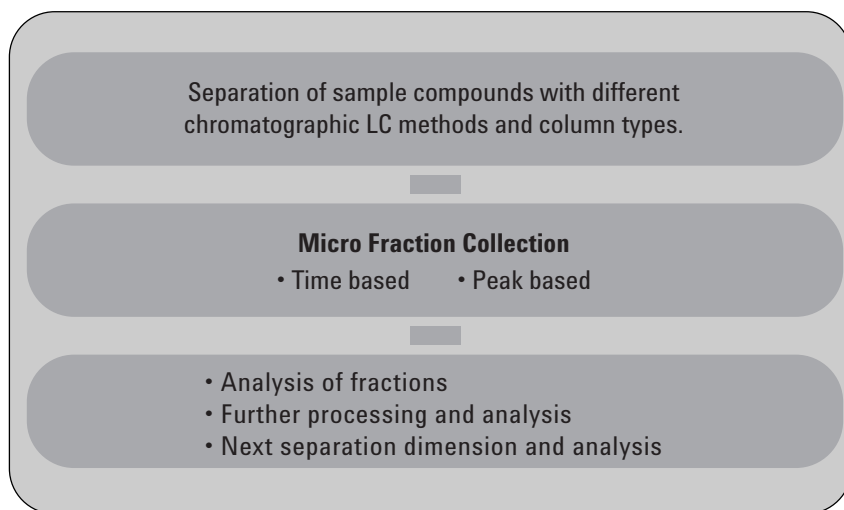 Separation of sample compounds with different
chromatographic LC methods and column types.
Micro Fraction Collection
• Time based • Peak based
• Analysis of fractions
• Further processing and analysis
• Next separation dimension and analysis